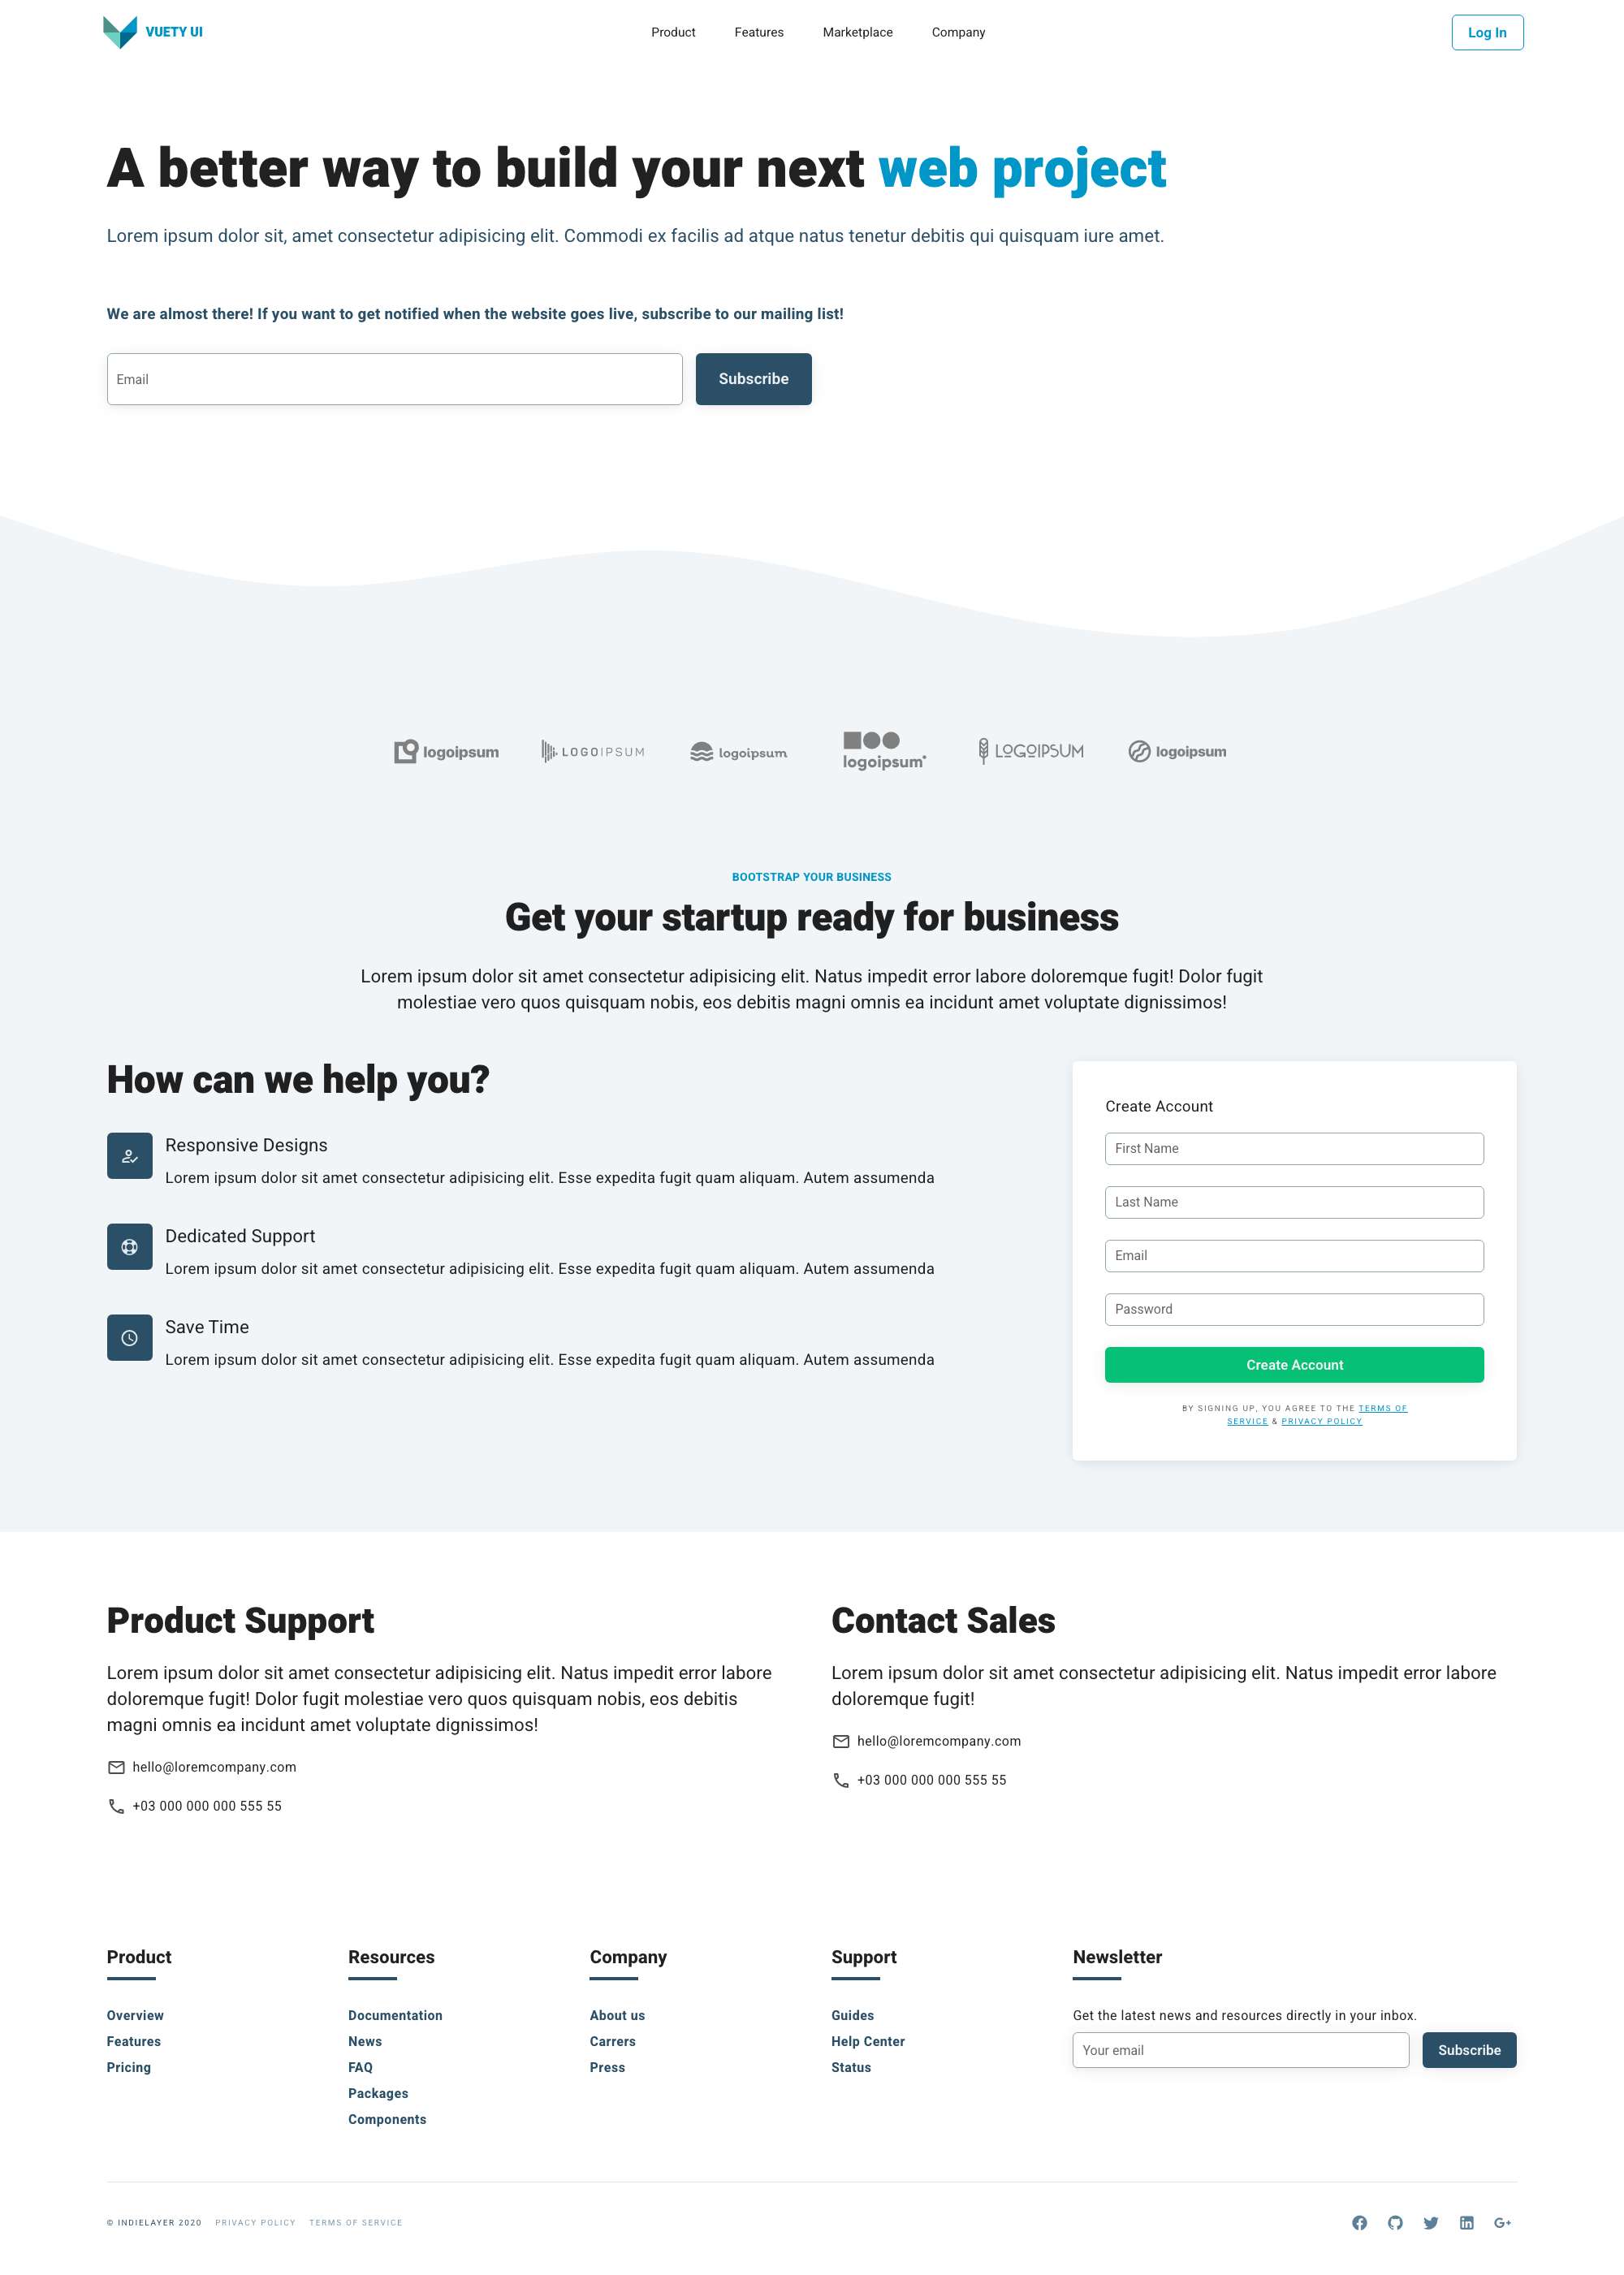 VUETY UI
Product Features Marketplace Company
Log In
A better way to build your next web project
Lorem ipsum dolor sit, amet consectetur adipisicing elit. Commodi ex facilis ad atque natus tenetur debitis qui quisquam iure amet.
We are almost there! If you want to get notified when the website goes live, subscribe to our mailing list!
Email
Subscribe
logoipsum
LOGOIPSUM
logoipsum
logoipsum
LOGOIPSUM
logoipsum
BOOTSTRAP YOUR BUSINESS
Get your startup ready for business
Lorem ipsum dolor sit amet consectetur adipisicing elit. Natus impedit error labore doloremque fugit! Dolor fugit
molestiae vero quos quisquam nobis, eos debitis magni omnis ea incidunt amet voluptate dignissimos!
How can we help you?
Responsive Designs
Lorem ipsum dolor sit amet consectetur adipisicing elit. Esse expedita fugit quam aliquam. Autem assumenda
Dedicated Support
Lorem ipsum dolor sit amet consectetur adipisicing elit. Esse expedita fugit quam aliquam. Autem assumenda
Save Time
Lorem ipsum dolor sit amet consectetur adipisicing elit. Esse expedita fugit quam aliquam. Autem assumenda
Create Account
First Name
Last Name
Email
Password
Create Account
BY SIGNING UP, YOU AGREE TO THE TERMS OF
SERVICE & PRIVACY POLICY
Product Support
Lorem ipsum dolor sit amet consectetur adipisicing elit. Natus impedit error labore
doloremque fugit! Dolor fugit molestiae vero quos quisquam nobis, eos debitis
magni omnis ea incidunt amet voluptate dignissimos!
hello@loremcompany.com
+03 000 000 000 555 55
Contact Sales
Lorem ipsum dolor sit amet consectetur adipisicing elit. Natus impedit error labore
doloremque fugit!
hello@loremcompany.com
+03 000 000 000 555 55
Product
Overview
Features
Pricing
Resources
Documentation
News
FAQ
Packages
Components
Company
About us
Carrers
Press
Support
Guides
Help Center
Status
Newsletter
Get the latest news and resources directly in your inbox.
Your email
Subscribe
© INDIELAYER 2020 PRIVACY POLICY TERMS OF SERVICE